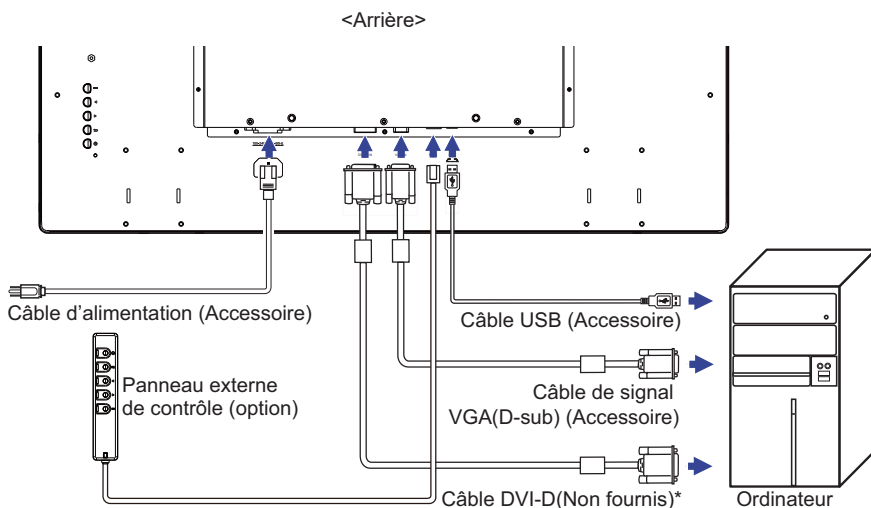 <Arrière>
Câble d'alimentation (Accessoire)
Câble USB (Accessoire)
Panneau externe
de contrôle (option)
Câble de signal
VGA(D-sub) (Accessoire)
Câble DVI-D(Non fournis)*
Ordinateur